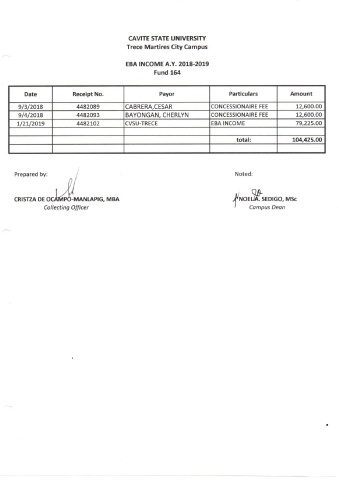 CAVITE STATE UNIVERSITY
Trece Martires City Campus
EBA INCOME A.Y. 2018-2019
Fund 164
Date Receipt No. Payor Particulars Amount
9/3/2018 4482089 CABRERA,CESAR CONCESSIONAIRE FEE 12,600.00
9/4/2018 4482093 BAYONGAN, CHERLYN CONCESSIONAIRE FEE 12,600.00
1/21/2019 4482102 CVSU-TRECE EBA INCOME 79,225.00
total: 104,425.00
Prepared by: Noted:
CRISTZA DE OCAMPO-MANLAPIG, MBA NOELIA. SEDIGO, MSc
Collecting Officer Campus Dean